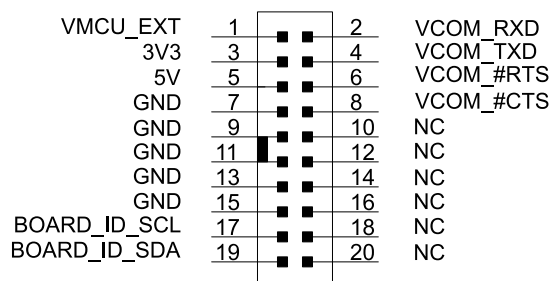 VMCU_EXT 1 2 VCOM_RXD
3V3 3 4 VCOM_TXD
5V 5 6 VCOM_#RTS
GND 7 8 VCOM_#CTS
GND 9 10 NC
GND 11 12 NC
GND 13 14 NC
GND 15 16 NC
BOARD_ID_SCL 17 18 NC
BOARD_ID_SDA 19 20 NC